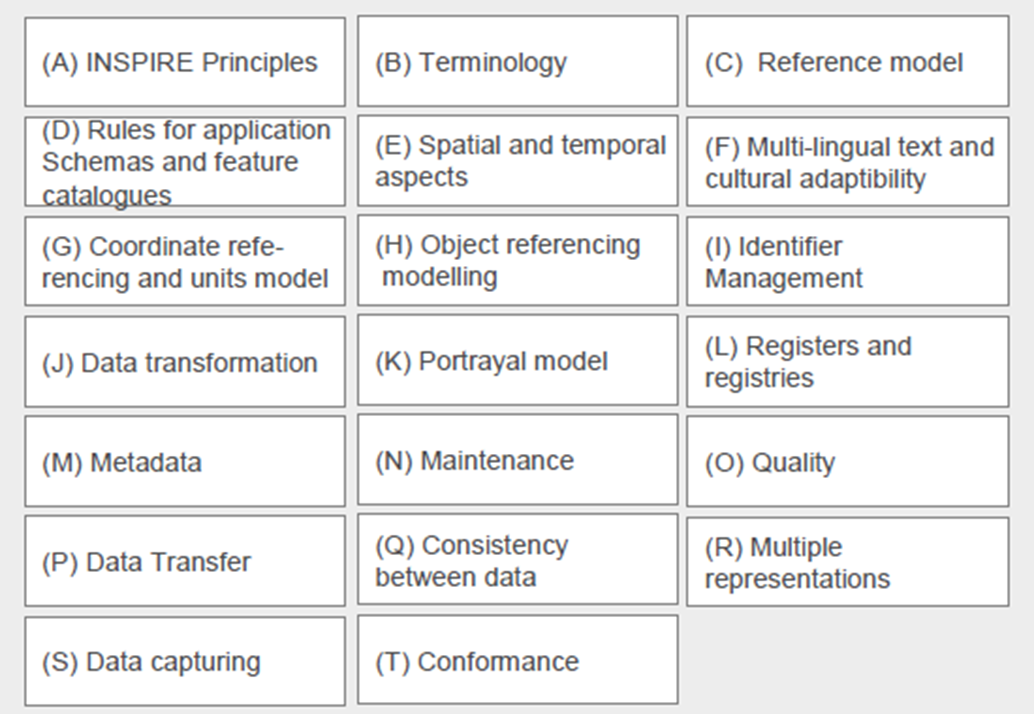 (A) INSPIRE Principles
(B) Terminology
(C) Reference model
(D) Rules for application
Schemas and feature
catalogues
(E) Spatial and temporal
aspects
(F) Multi-lingual text and
cultural adaptibility
(G) Coordinate refe-
rencing and units model
(H) Object referencing
modelling
(I) Identifier
Management
(J) Data transformation
(K) Portrayal model
(L) Registers and
registries
(M) Metadata
(N) Maintenance
(O) Quality
(P) Data Transfer
(Q) Consistency
between data
(R) Multiple
representations
(S) Data capturing
(T) Conformance